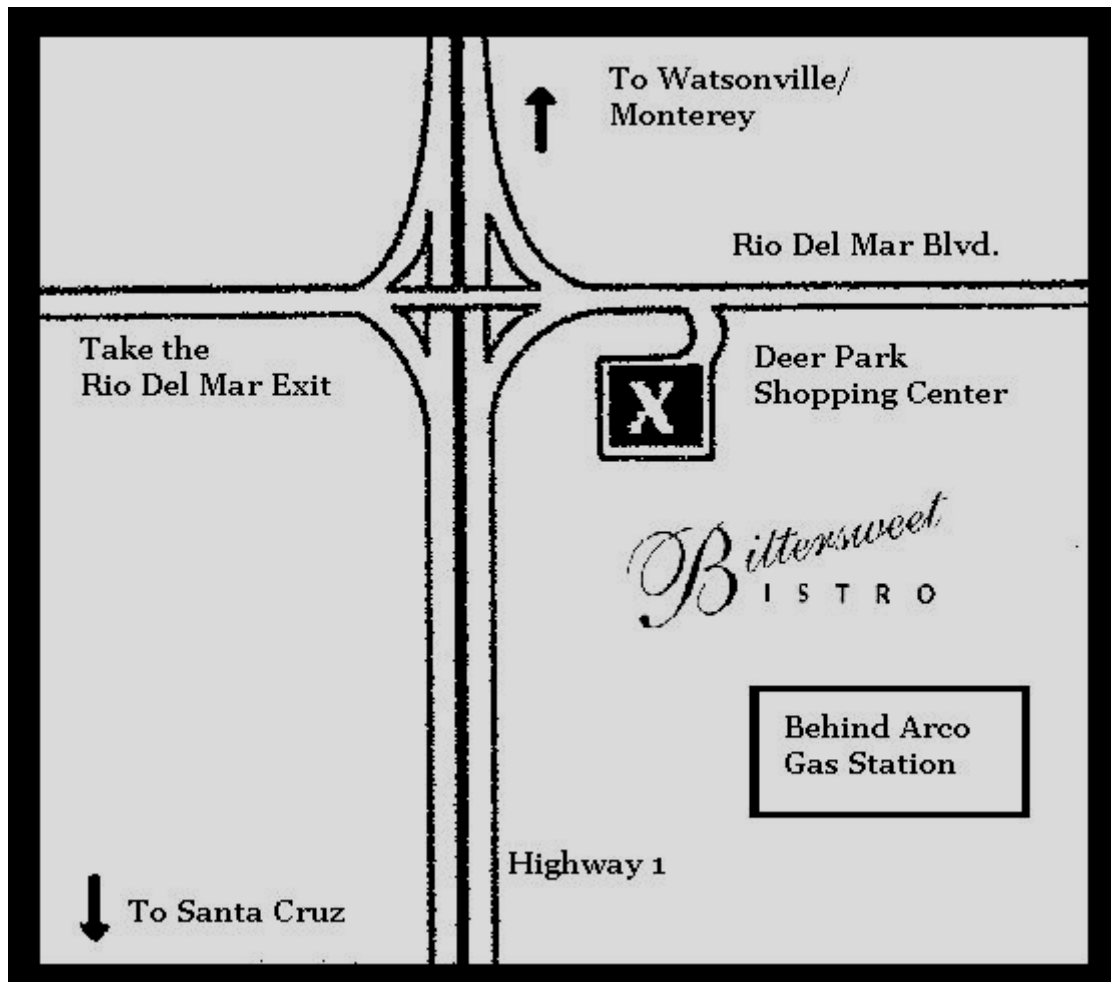 To Watsonville/
Monterey
Rio Del Mar Blvd.
Take the
Rio Del Mar Exit
Deer Park
Shopping Center
X
Bittersweet
BISTRO
Behind Arco
Gas Station
Highway 1
To Santa Cruz